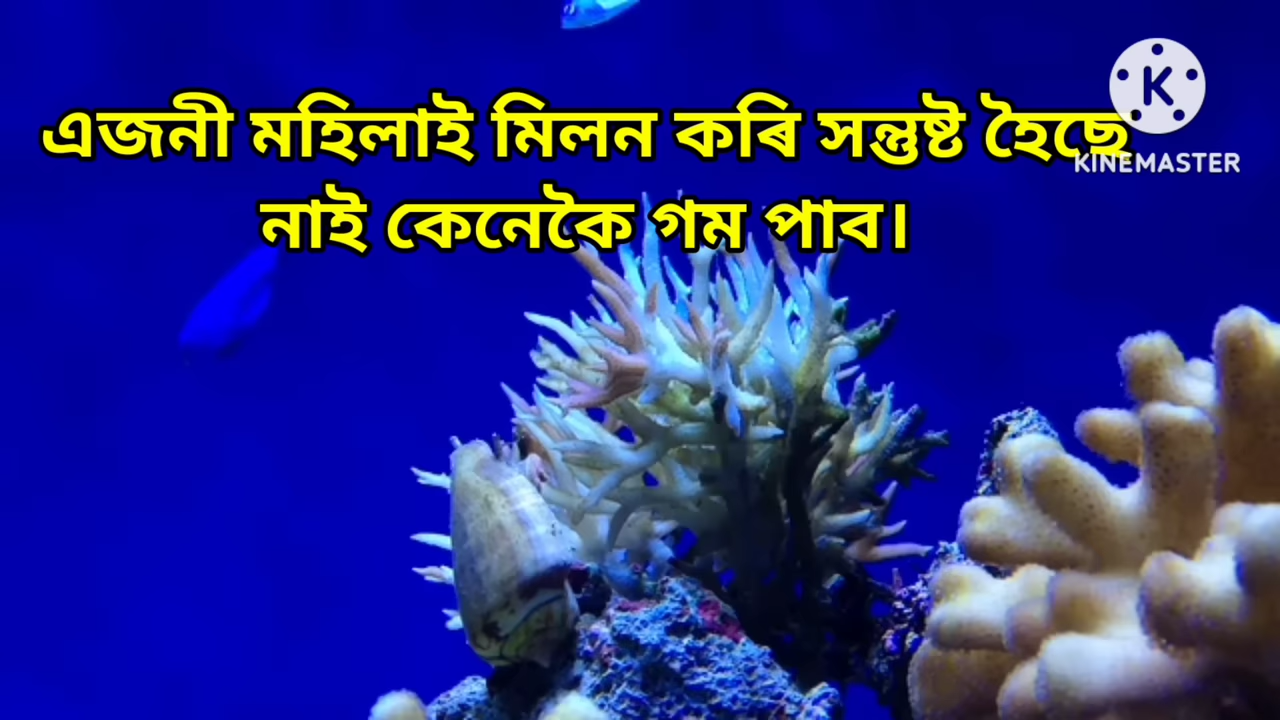 এজনী মহিলাই মিলন কৰি সন্তুষ্ট হৈছে
নাই কেনেকৈ গম পাব।
K
KINEMASTER